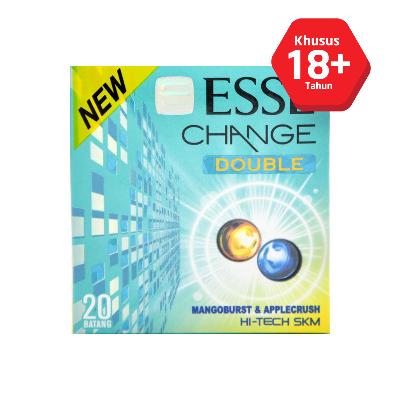 Khusus
18+
Tahun
NEW
ESSE
CHANGE
DOUBLE
MANGOBURST & APPLECRUSH
HI-TECH SKM
20
BATANG